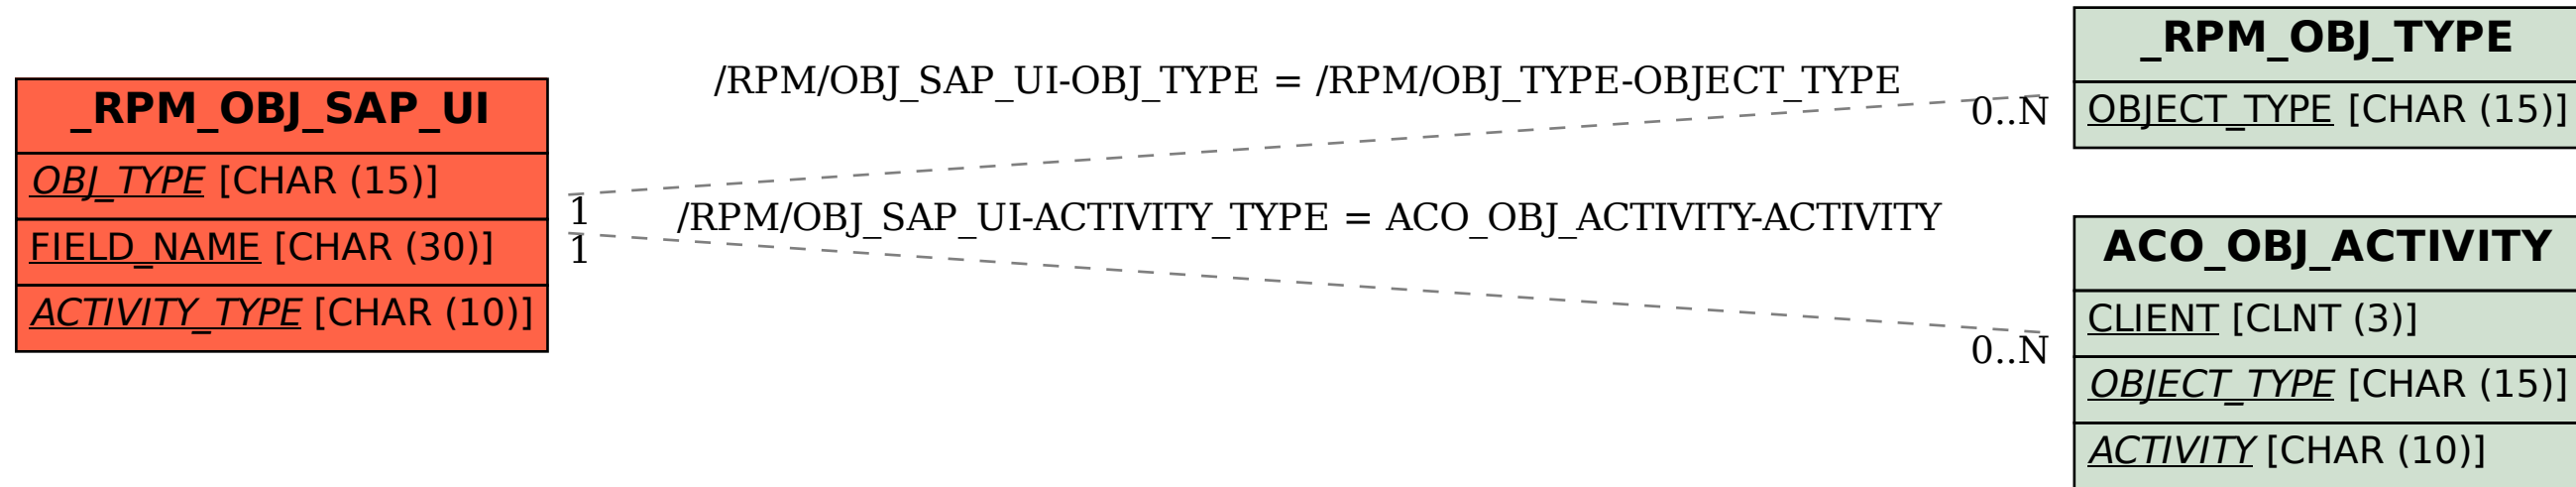 _RPM_OBJ_SAP_UI
OBJ_TYPE [CHAR (15)]
FIELD_NAME [CHAR (30)]
ACTIVITY_TYPE [CHAR (10)]
/RPM/OBJ_SAP_UI-OBJ_TYPE = /RPM/OBJ_TYPE-OBJECT_TYPE
0..N
1
/RPM/OBJ_SAP_UI-ACTIVITY_TYPE = ACO_OBJ_ACTIVITY-ACTIVITY
1
0..N
_RPM_OBJ_TYPE
OBJECT_TYPE [CHAR (15)]
ACO_OBJ_ACTIVITY
CLIENT [CLNT (3)]
OBJECT_TYPE [CHAR (15)]
ACTIVITY [CHAR (10)]